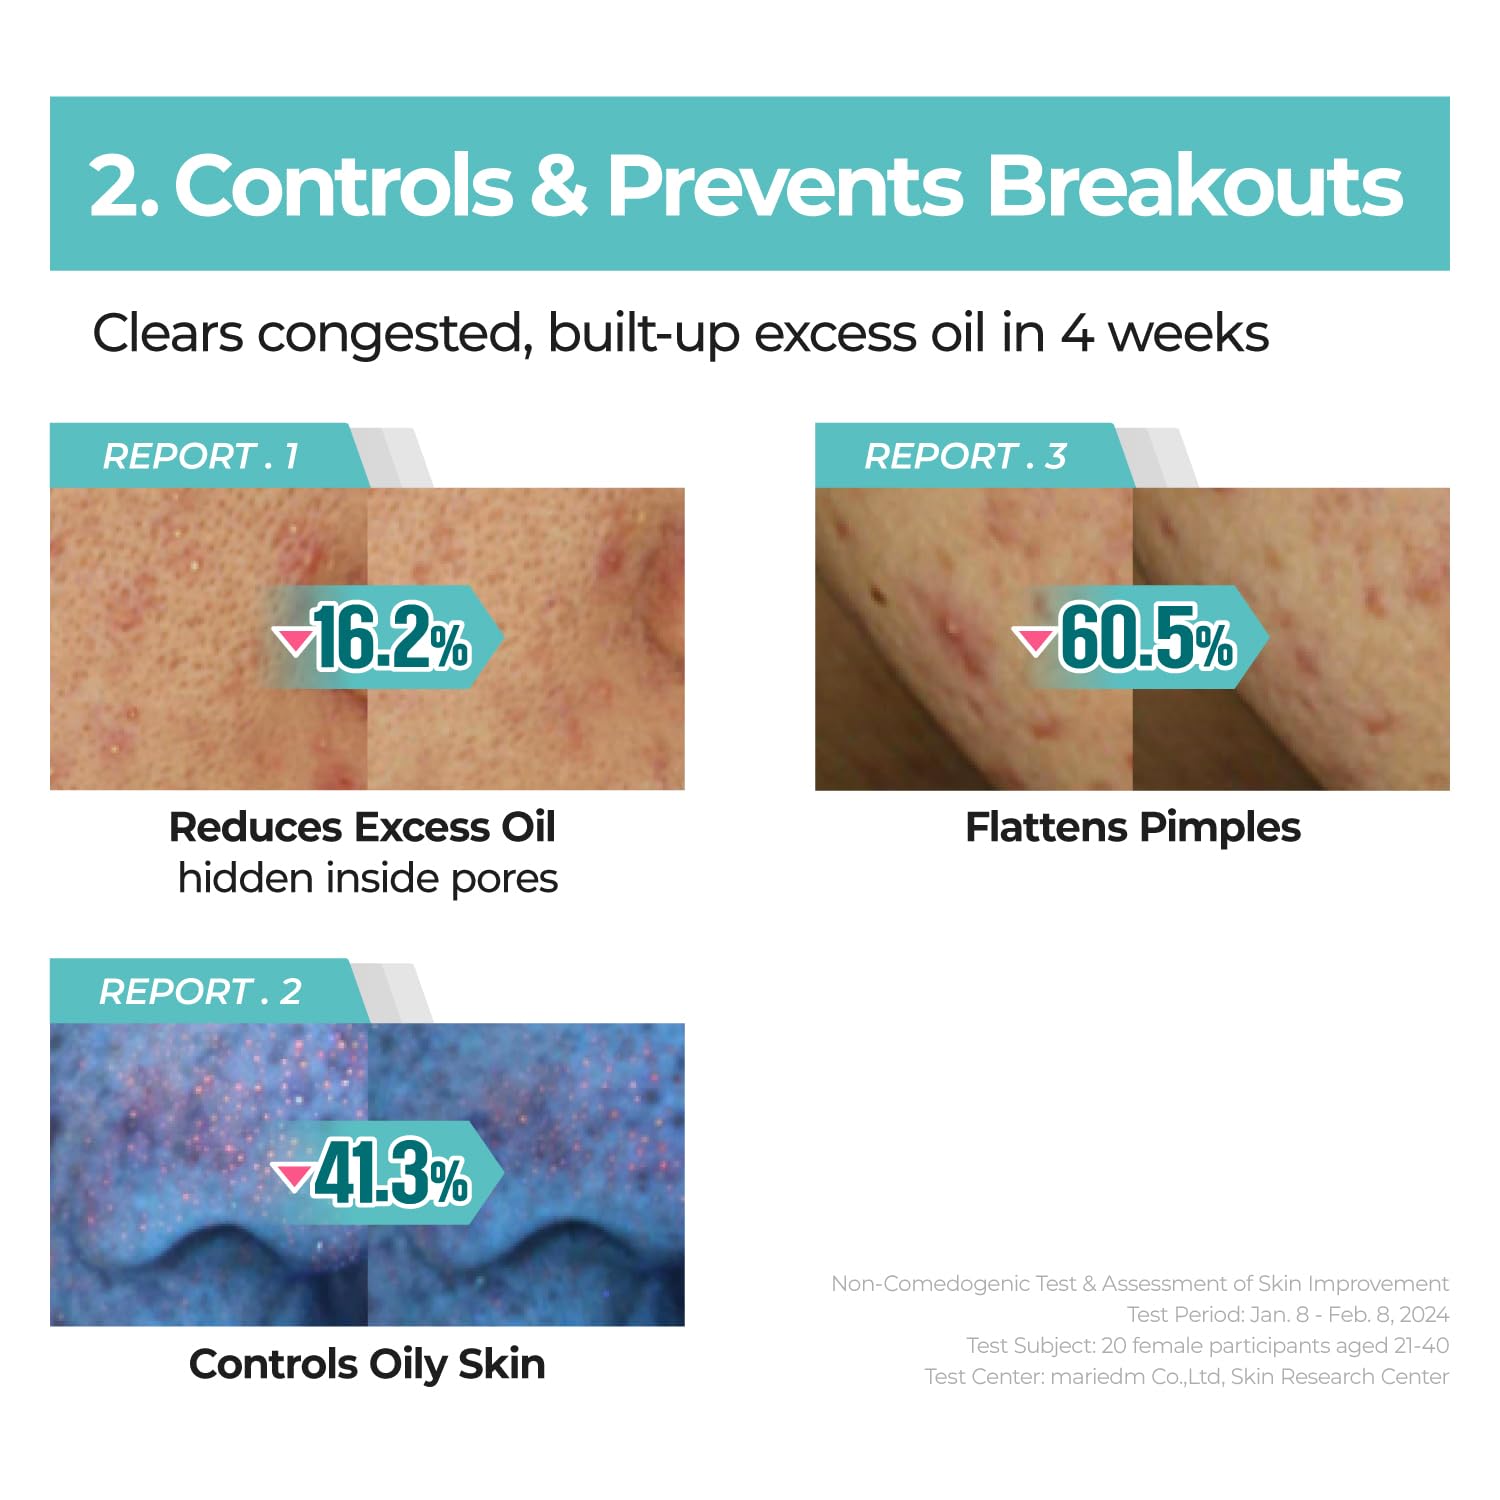 2. Controls & Prevents Breakouts
Clears congested, built-up excess oil in 4 weeks
REPORT . 1
16.2%
Reduces Excess Oil
hidden inside pores
REPORT . 2
41.3%
Controls Oily Skin
REPORT . 3
60.5%
Flattens Pimples
Non-Comedogenic Test & Assessment of Skin Improvement
Test Period: Jan. 8 - Feb. 8, 2024
Test Subject: 20 female participants aged 21-40
Test Center: mariedm Co.,Ltd, Skin Research Center